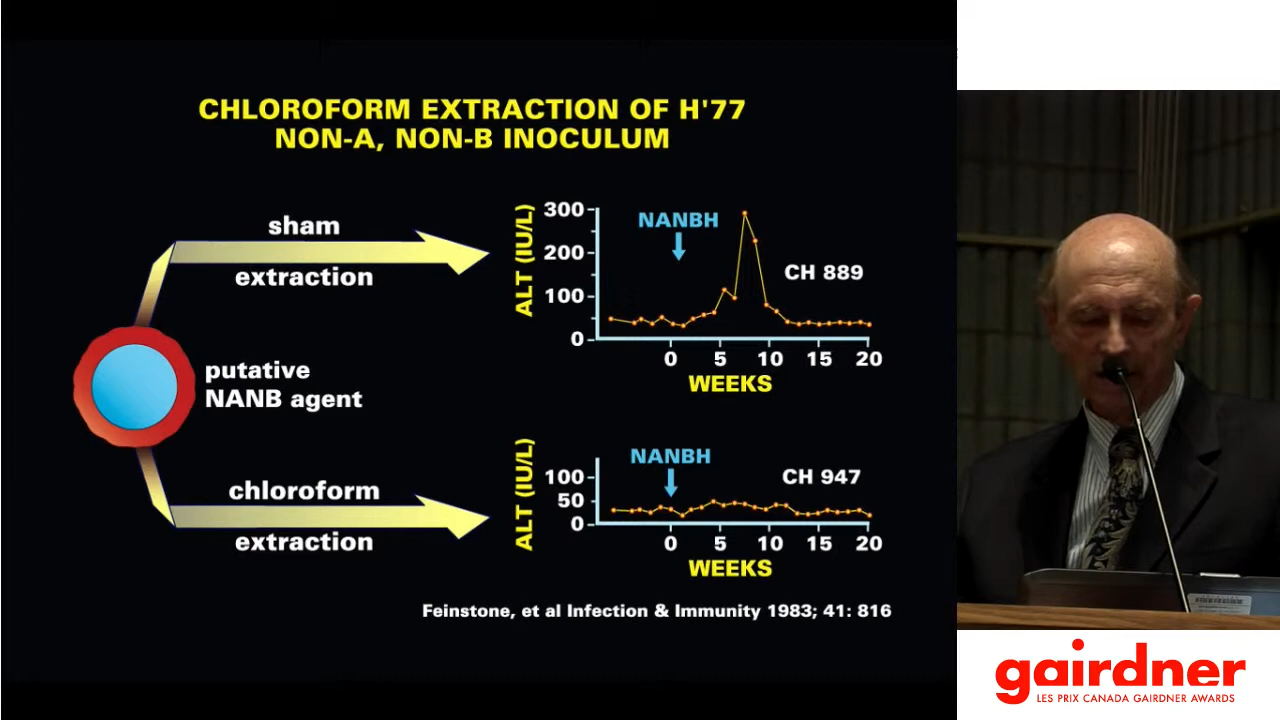 CHLOROFORM EXTRACTION OF H'77
NON-A, NON-B INOCULUM
sham
extraction
putative
NANB agent
chloroform
extraction
ALT (IU/L)
300
200
100
0
NANBH
CH 889
0 5 10 15 20
WEEKS
ALT (IU/L)
100
50
0
NANBH
CH 947
0 5 10 15 20
WEEKS
Feinstone, et al Infection & Immunity 1983; 41: 816
gairdner
LES PRIX CANADA GAIRDNER AWARDS